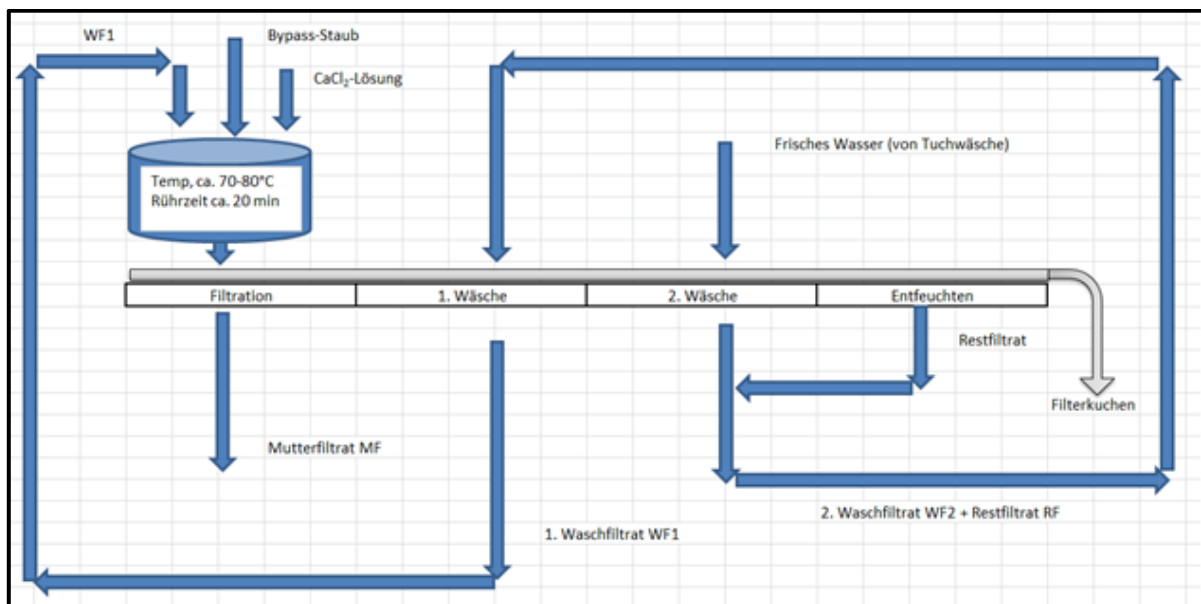 WF1
Bypass-Staub
CaCl₂-Lösung
Frisches Wasser (von Tuchwäsche)
Temp, ca. 70-80°C
Rührzeit ca. 20 min
Filtration
1. Wäsche
2. Wäsche
Entfeuchten
Restfiltrat
Filterkuchen
Mutterfiltrat MF
2. Waschfiltrat WF2 + Restfiltrat RF
1. Waschfiltrat WF1